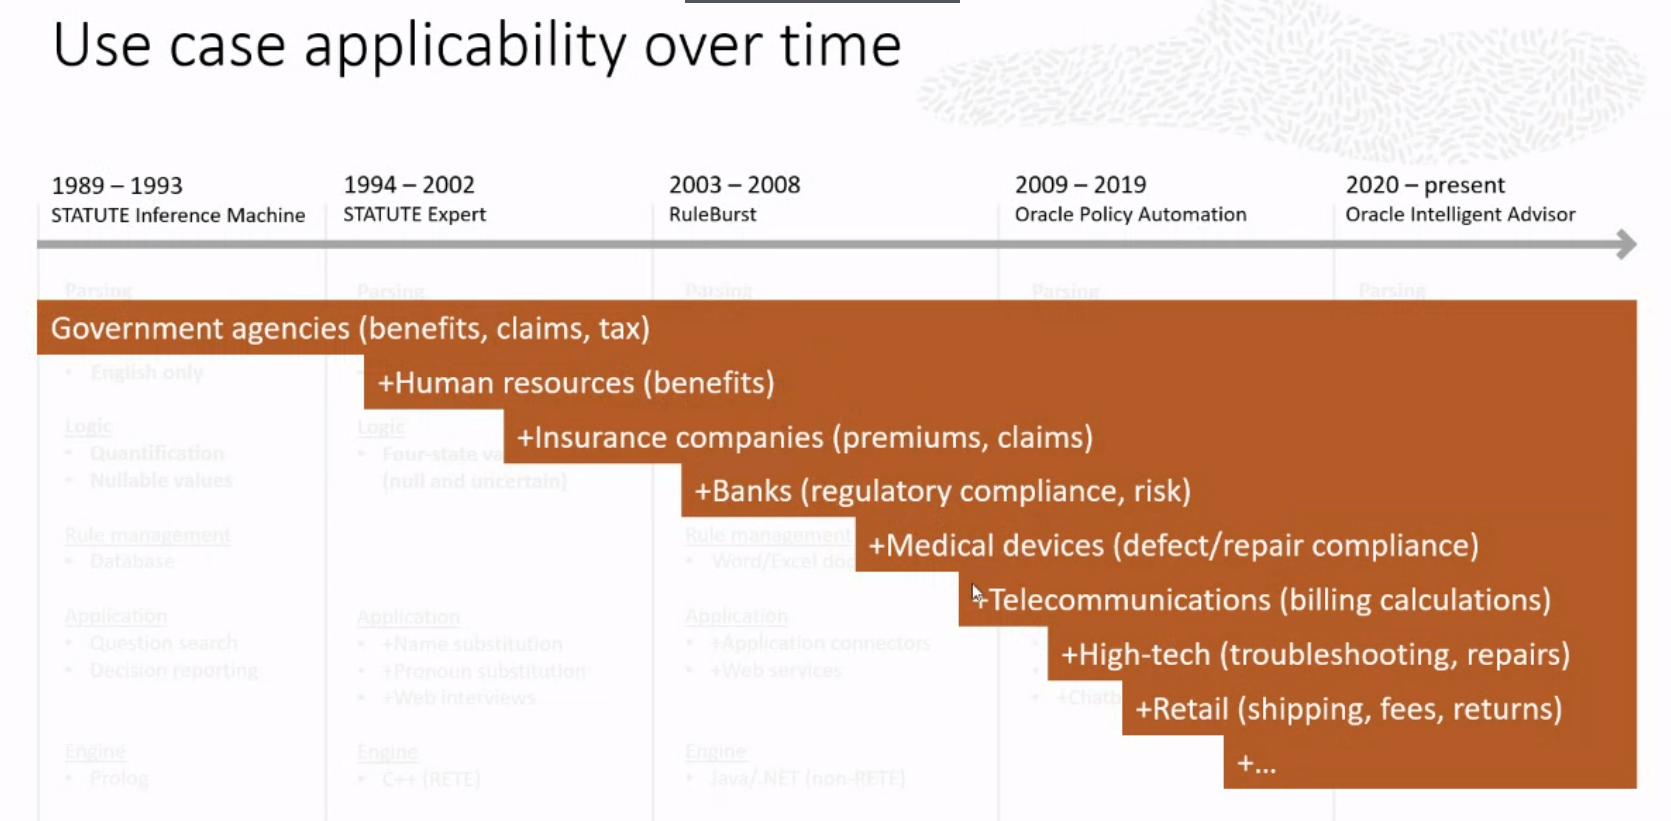 Use case applicability over time
1989 – 1993
STATUTE Inference Machine
1994 – 2002
STATUTE Expert
2003 – 2008
RuleBurst
2009 – 2019
Oracle Policy Automation
2020 – present
Oracle Intelligent Advisor
Parsing
Parsing
Parsing
Parsing
Parsing
Government agencies (benefits, claims, tax)
• English only
+Human resources (benefits)
Logic
• Quantification
• Nullable values
Logic
• Four-state va
(null and uncertain)
+Insurance companies (premiums, claims)
+Banks (regulatory compliance, risk)
Rule management
• Database
Rule management
• Word/Excel doc
+Medical devices (defect/repair compliance)
+Telecommunications (billing calculations)
Application
• Question search
• Decision reporting
Application
• +Name substitution
• +Pronoun substitution
• +Web interviews
Application
• +Application connectors
• +Web services
+High-tech (troubleshooting, repairs)
• +Chatb
+Retail (shipping, fees, returns)
Engine
• Prolog
Engine
• C++ (RETE)
Engine
• Java/.NET (non-RETE)
+...